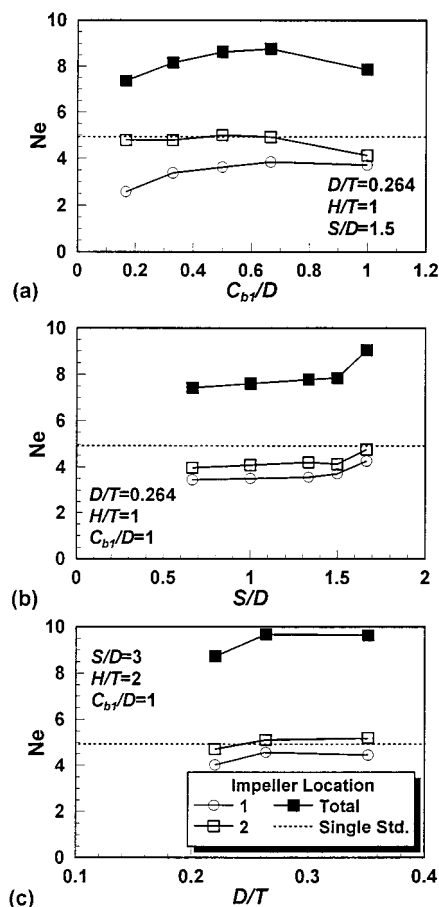 10
8
6
4
2
0
Ne
D/T=0.264
H/T=1
S/D=1.5
0 0.2 0.4 0.6 0.8 1 1.2
(a) Cb1/D
10
8
6
4
2
0
Ne
D/T=0.264
H/T=1
Cb1/D=1
0 0.5 1 1.5 2
(b) S/D
10
8
6
4
2
0
Ne
S/D=3
H/T=2
Cb1/D=1
Impeller Location
1 Total
2 Single Std.
0.1 0.2 0.3 0.4
(c) D/T